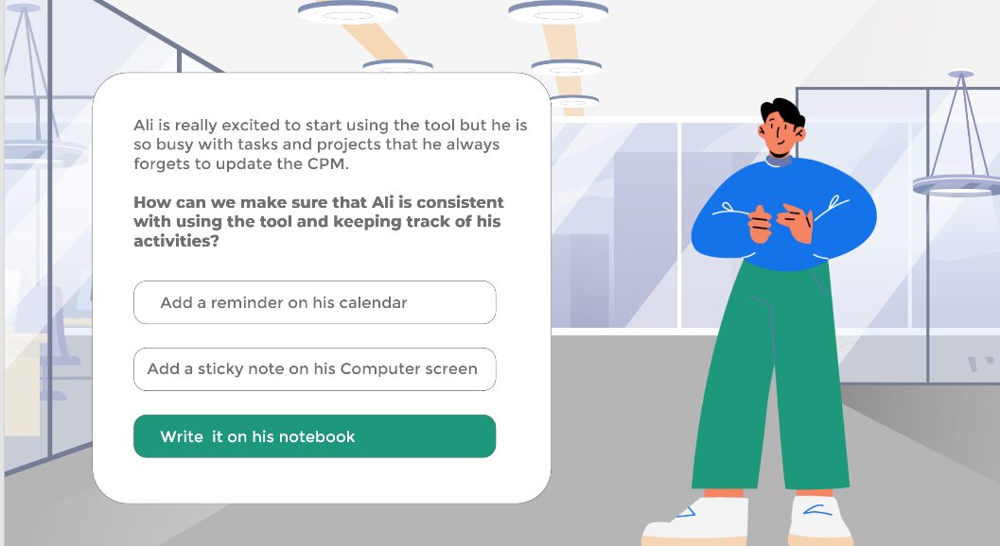 Ali is really excited to start using the tool but he is
so busy with tasks and projects that he always
forgets to update the CPM.
How can we make sure that Ali is consistent
with using the tool and keeping track of his
activities?
Add a reminder on his calendar
Add a sticky note on his Computer screen
Write  it on his notebook